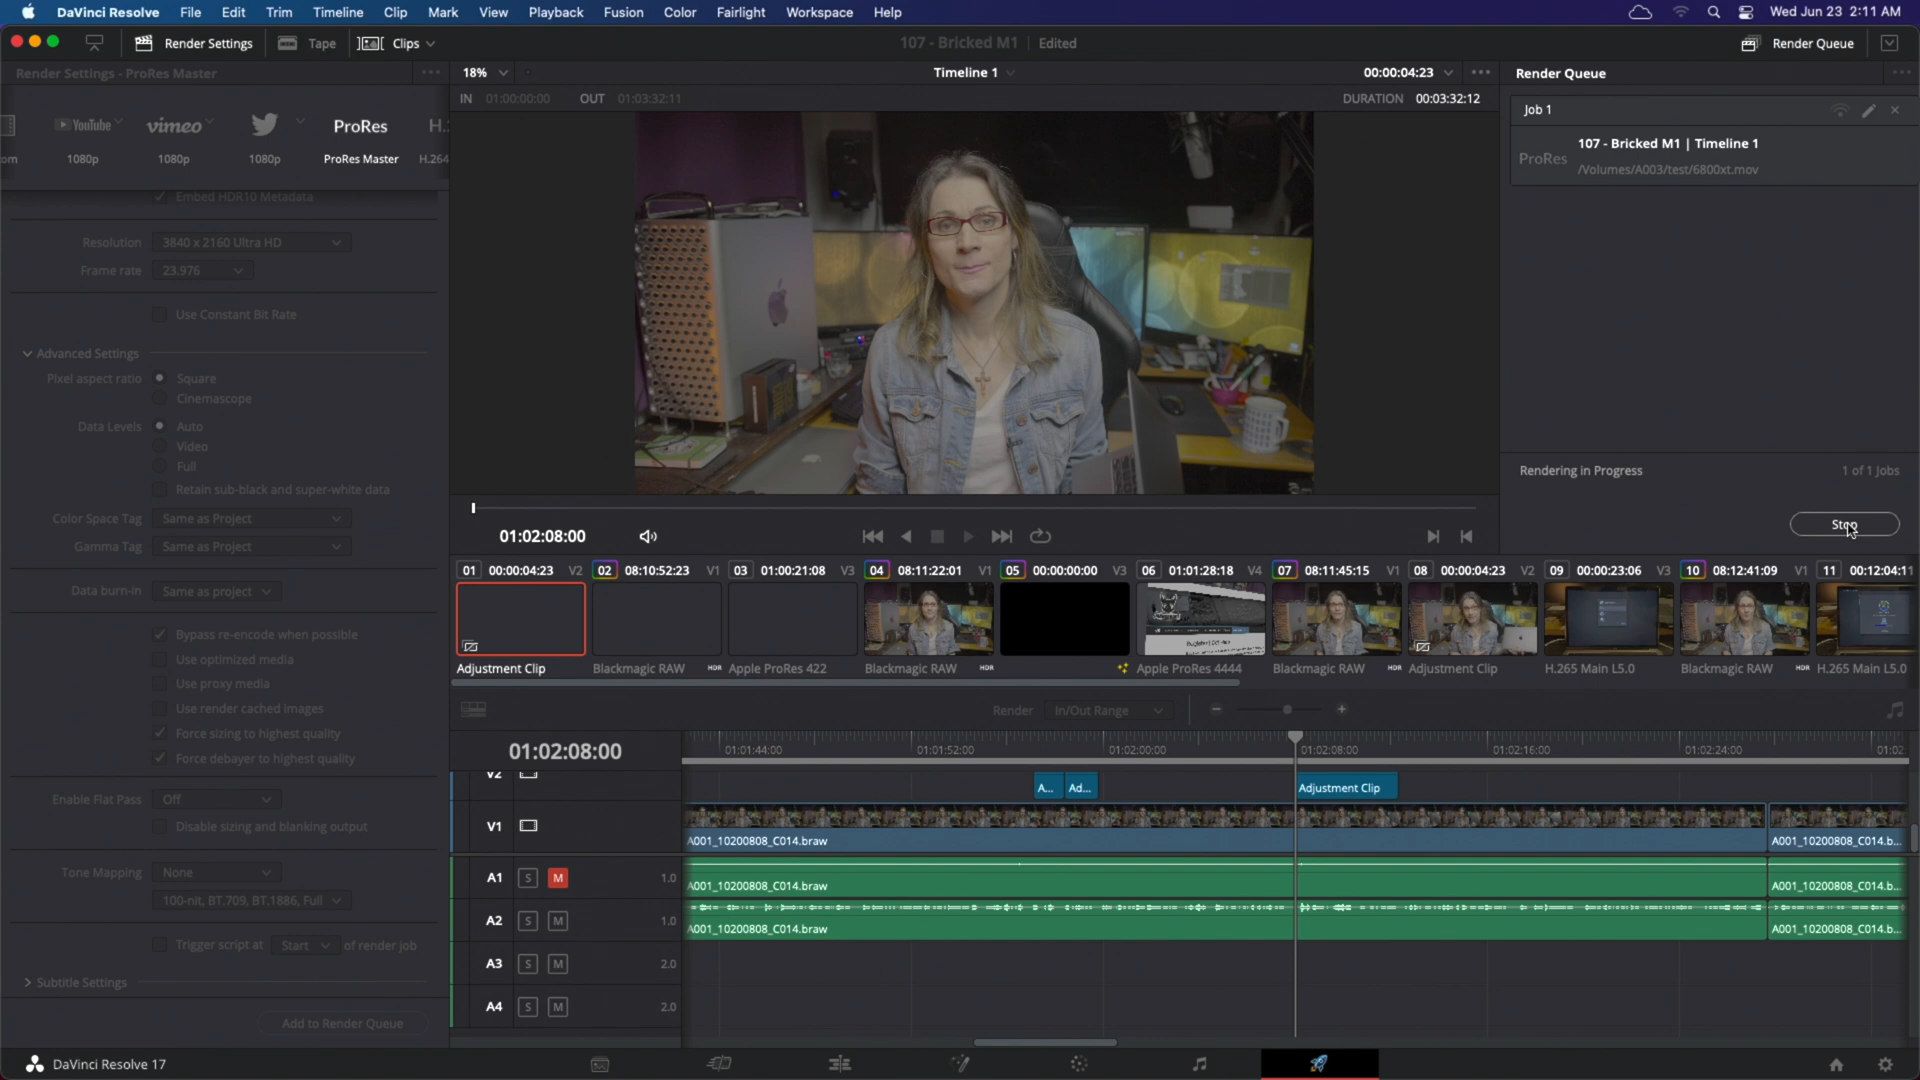 DaVinci Resolve File Edit Trim Timeline Clip Mark View Playback Fusion Color Fairlight Workspace Help Wed Jun 23 2:11 AM
Render Settings Tape Clips 107 - Bricked M1 Edited Render Queue
Render Settings - ProRes Master 18% Timeline 1 00:00:04:23 Render Queue
IN 01:00:00:00 OUT 01:03:32:11 DURATION 00:03:32:12
YouTube vimeo ProRes H.
om 1080p 1080p 1080p ProRes Master H.264
Job 1
107 - Bricked M1 | Timeline 1
ProRes /Volumes/A003/test/6800xt.mov
Embed HDR10 Metadata
Resolution 3840 x 2160 Ultra HD
Frame rate 23.976
Use Constant Bit Rate
Advanced Settings
Pixel aspect ratio Square
Cinemascope
Data Levels Auto
Video
Full
Retain sub-black and super-white data
Color Space Tag Same as Project
Gamma Tag Same as Project
Data burn-in Same as project
Bypass re-encode when possible
Use optimized media
Use proxy media
Use render cached images
Force sizing to highest quality
Force debayer to highest quality
Enable Flat Pass Off
Disable sizing and blanking output
Tone Mapping None
100-nit, BT.709, BT.1886, Full
Trigger script at Start of render job
Subtitle Settings
Add to Render Queue
Rendering in Progress 1 of 1 Jobs
Stop
01:02:08:00
01 00:00:04:23 V2 02 08:10:52:23 V1 03 01:00:21:08 V3 04 08:11:22:01 V1 05 00:00:00:00 V3 06 01:01:28:18 V4 07 08:11:45:15 V1 08 00:00:04:23 V2 09 00:00:23:06 V3 10 08:12:41:09 V1 11 00:12:04:11
Adjustment Clip Blackmagic RAW HDR Apple ProRes 422 Blackmagic RAW HDR Apple ProRes 4444 Blackmagic RAW HDR Adjustment Clip H.265 Main L5.0 Blackmagic RAW HDR H.265 Main L5.0
Render In/Out Range
01:02:08:00 01:01:44:00 01:01:52:00 01:02:00:00 01:02:08:00 01:02:16:00 01:02:24:00 01:02
V2 A... Ad... Adjustment Clip
V1
A001_10200808_C014.braw A001_10200808_C014.b...
A1 S M 1.0 A001_10200808_C014.braw A001_10200808_C014.b...
A2 S M 1.0
A001_10200808_C014.braw A001_10200808_C014.b...
A3 S M 2.0
A4 S M 2.0
DaVinci Resolve 17